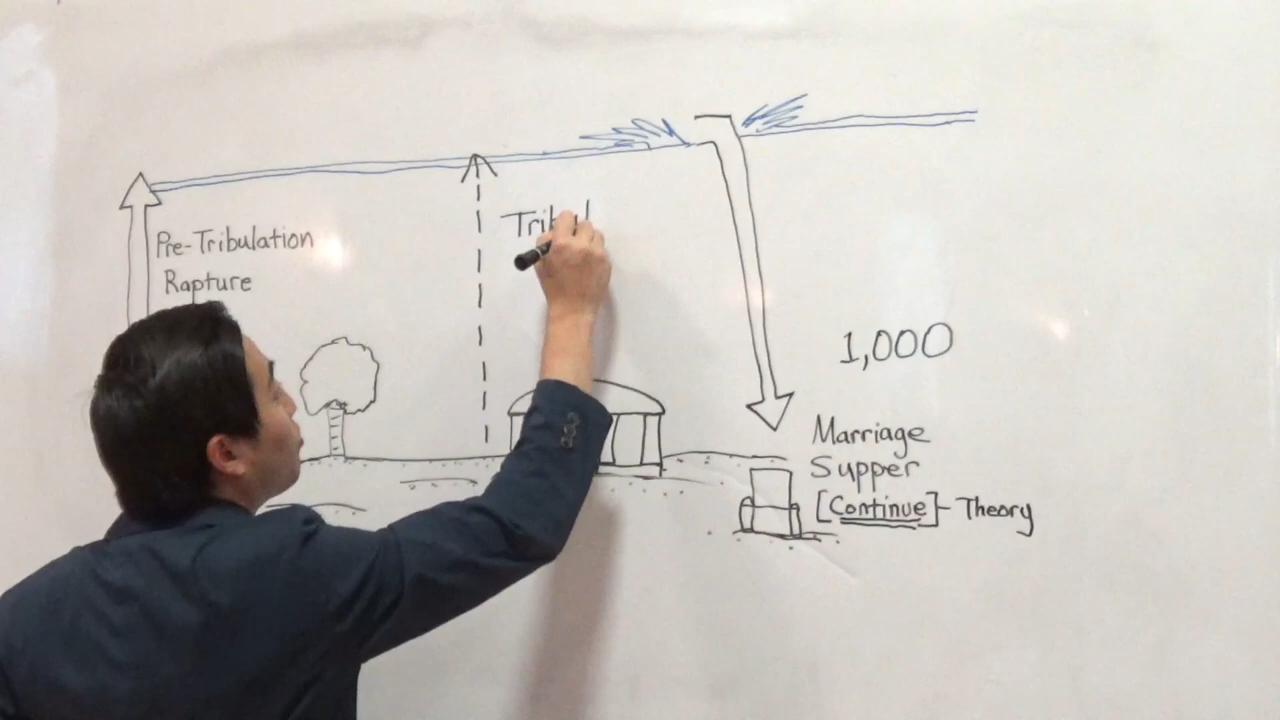 Pre-Tribulation
Rapture
1,000
Marriage
Supper
[Continue] - Theory